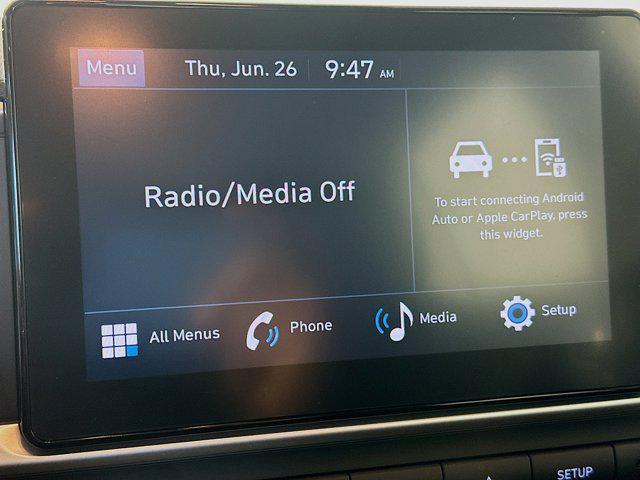 Menu
Thu, Jun. 26
9:47 AM
Radio/Media Off
To start connecting Android
Auto or Apple CarPlay, press
this widget.
All Menus
Phone
Media
Setup
SETUP